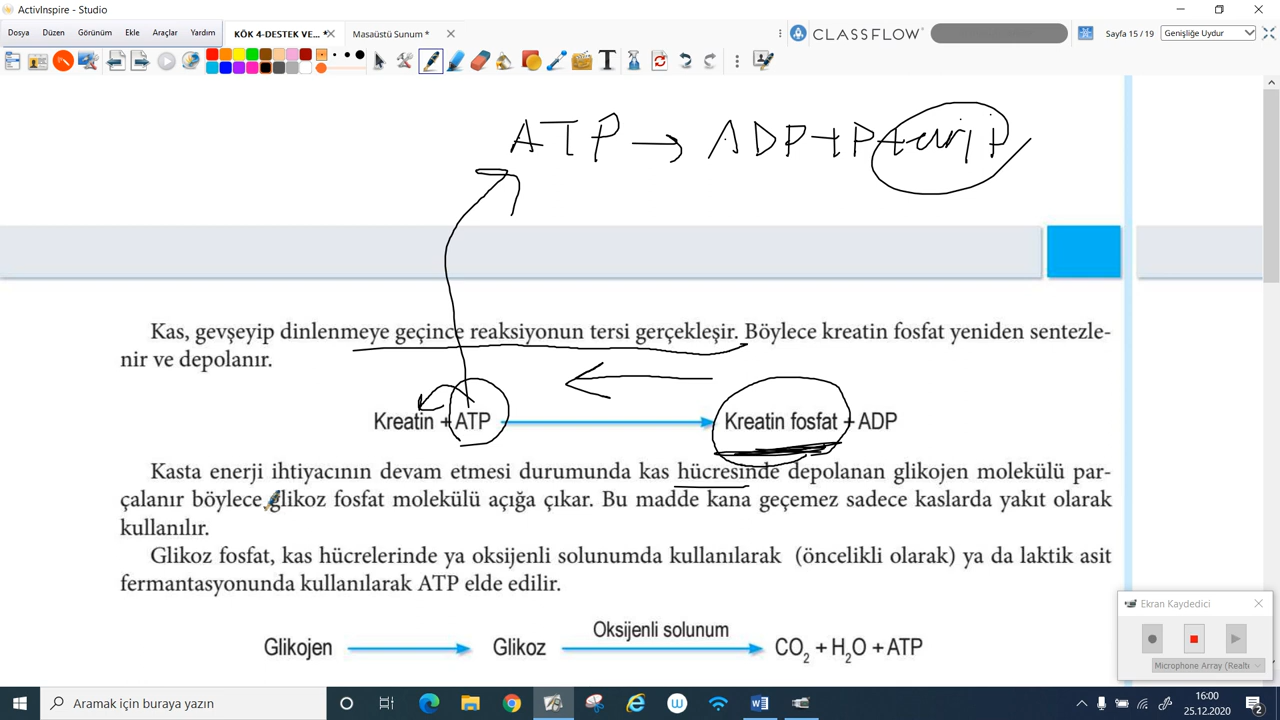 ActivInspire - Studio
Dosya Düzen Görünüm Ekle Araçlar Yardım
KÖK 4-DESTEK VE... *
Masaüstü Sunum *
CLASSFLOW
Sayfa 15 / 19
Genişliğe Uydur
ATP → ADP+P+enrji
Kas, gevşeyip dinlenmeye geçince reaksiyonun tersi gerçekleşir. Böylece kreatin fosfat yeniden sentezle-
nir ve depolanır.
Kreatin + ATP → Kreatin fosfat + ADP
Kasta enerji ihtiyacının devam etmesi durumunda kas hücresinde depolanan glikojen molekülü par-
çalanır böylece glikoz fosfat molekülü açığa çıkar. Bu madde kana geçemez sadece kaslarda yakıt olarak
kullanılır.
Glikoz fosfat, kas hücrelerinde ya oksijenli solunumda kullanılarak (öncelikli olarak) ya da laktik asit
fermantasyonunda kullanılarak ATP elde edilir.
Oksijenli solunum
Glikojen → Glikoz → CO₂ + H₂O + ATP
Ekran Kaydedici
Microphone Array (Realt
Aramak için buraya yazın
16:00
25.12.2020
2